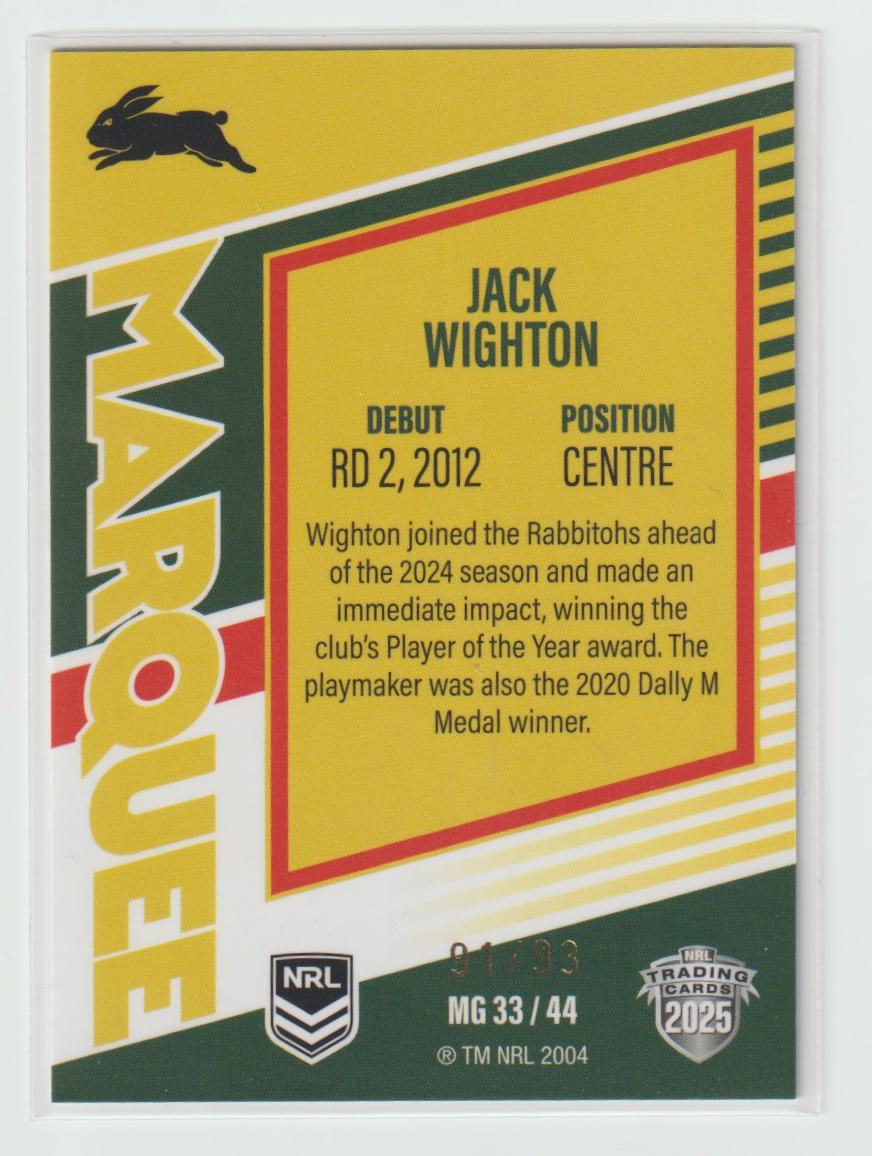 MARQUEE
JACK
WIGHTON
DEBUT
POSITION
RD 2, 2012
CENTRE
Wighton joined the Rabbitohs ahead
of the 2024 season and made an
immediate impact, winning the
club's Player of the Year award. The
playmaker was also the 2020 Dally M
Medal winner.
91/93
NRL
MG 33 / 44
® TM NRL 2004
NRL
TRADING
CARDS
2025